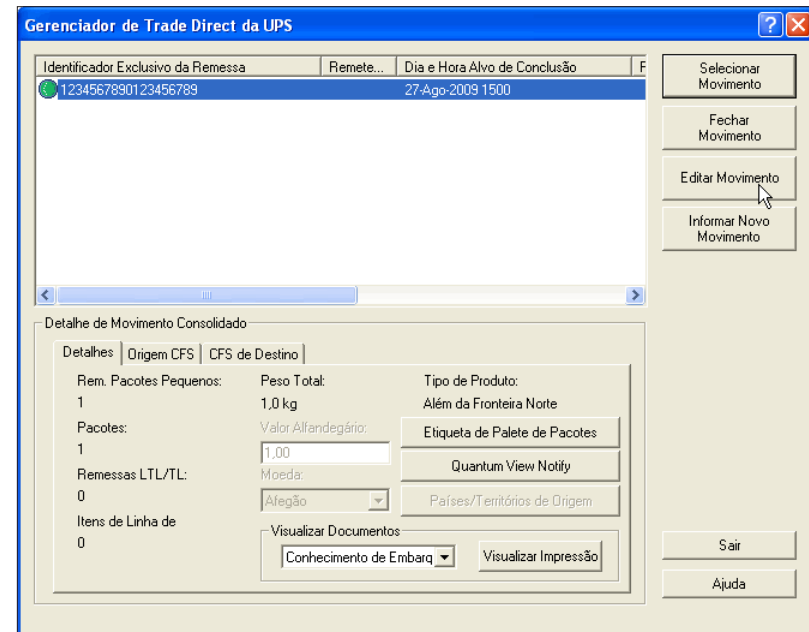 Gerenciador de Trade Direct da UPS
Identificador Exclusivo da Remessa Remete... Dia e Hora Alvo de Conclusão F
1234567890123456789 27-Ago-2009 1500
Selecionar
Movimento
Fechar
Movimento
Editar Movimento
Informar Novo
Movimento
Detalhe de Movimento Consolidado
Detalhes Origem CFS CFS de Destino
Rem. Pacotes Pequenos: Peso Total: Tipo de Produto:
1 1,0 kg Além da Fronteira Norte
Pacotes: Valor Alfandegário: Etiqueta de Palete de Pacotes
1 1,00
Remessas LTL/TL: Moeda: Quantum View Notify
0 Afegão Países/Territórios de Origem
Itens de Linha de
0
Visualizar Documentos
Conhecimento de Embarq Visualizar Impressão
Sair
Ajuda